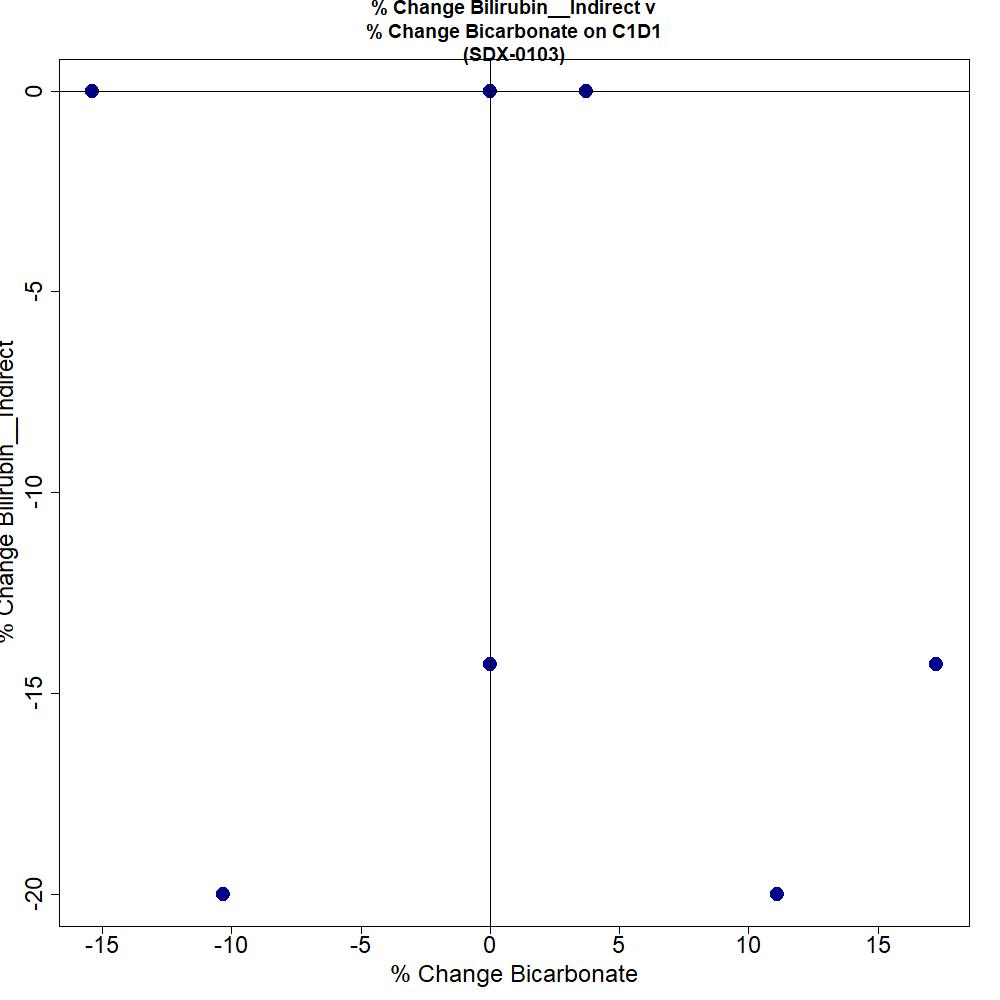 % Change Bilirubin__Indirect v
% Change Bicarbonate on C1D1
(SDX-0103)
% Change Bilirubin__Indirect
0
-5
-10
-15
-20
-15 -10 -5 0 5 10 15
% Change Bicarbonate